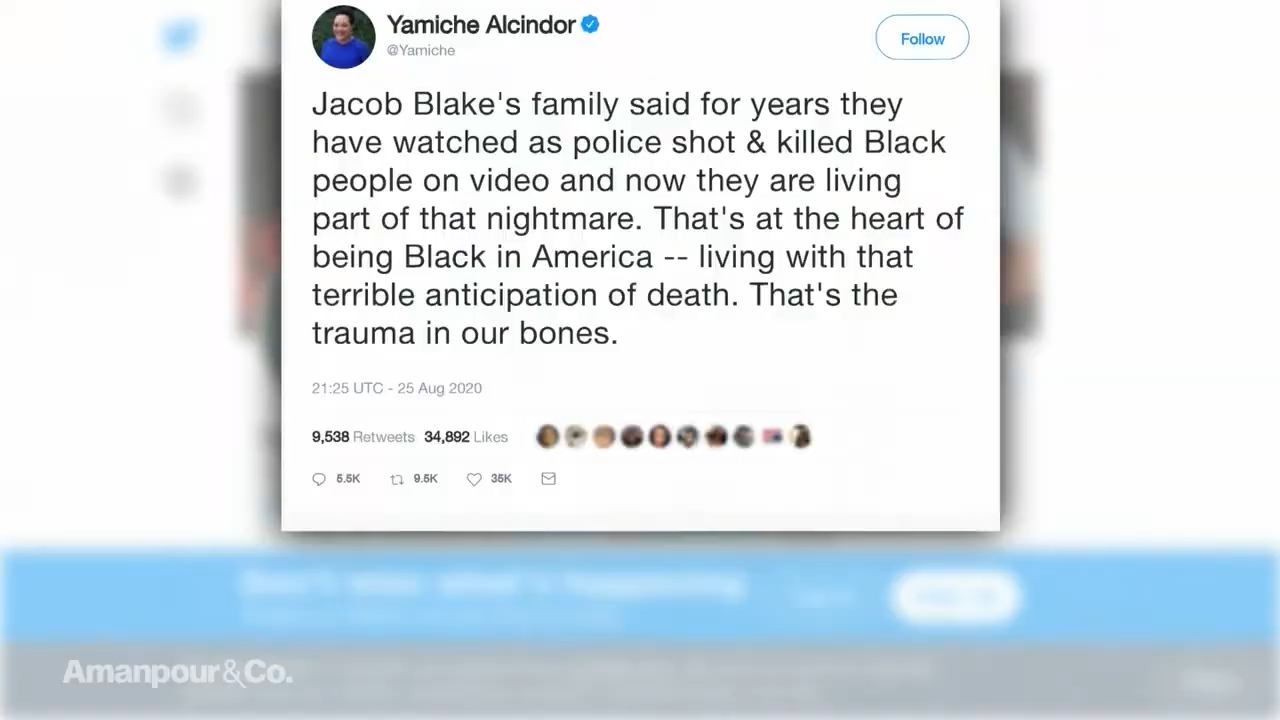 Yamiche Alcindor
@Yamiche
Follow
Jacob Blake's family said for years they
have watched as police shot & killed Black
people on video and now they are living
part of that nightmare. That's at the heart of
being Black in America -- living with that
terrible anticipation of death. That's the
trauma in our bones.
21:25 UTC - 25 Aug 2020
9,538 Retweets 34,892 Likes
5.5K 9.5K 35K
Amanpour&Co.